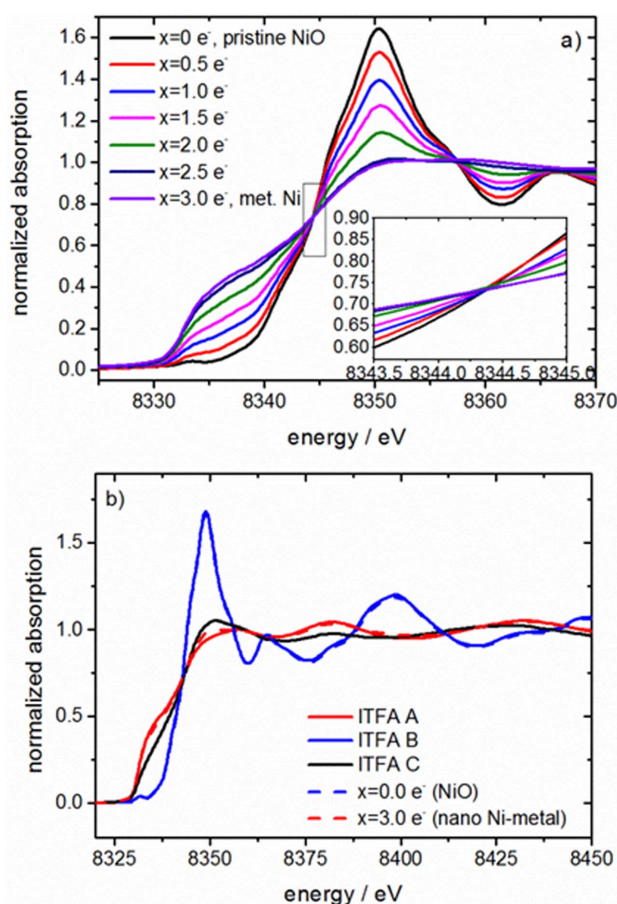 a)
x=0 e⁻, pristine NiO
x=0.5 e⁻
x=1.0 e⁻
x=1.5 e⁻
x=2.0 e⁻
x=2.5 e⁻
x=3.0 e⁻, met. Ni
normalized absorption
1.6
1.4
1.2
1.0
0.8
0.6
0.4
0.2
0.0
0.90
0.85
0.80
0.75
0.70
0.65
0.60
8343.5 8344.0 8344.5 8345.0
8330 8340 8350 8360 8370
energy / eV
b)
normalized absorption
1.5
1.0
0.5
0.0
ITFA A
ITFA B
ITFA C
x=0.0 e⁻ (NiO)
x=3.0 e⁻ (nano Ni-metal)
8325 8350 8375 8400 8425 8450
energy / eV